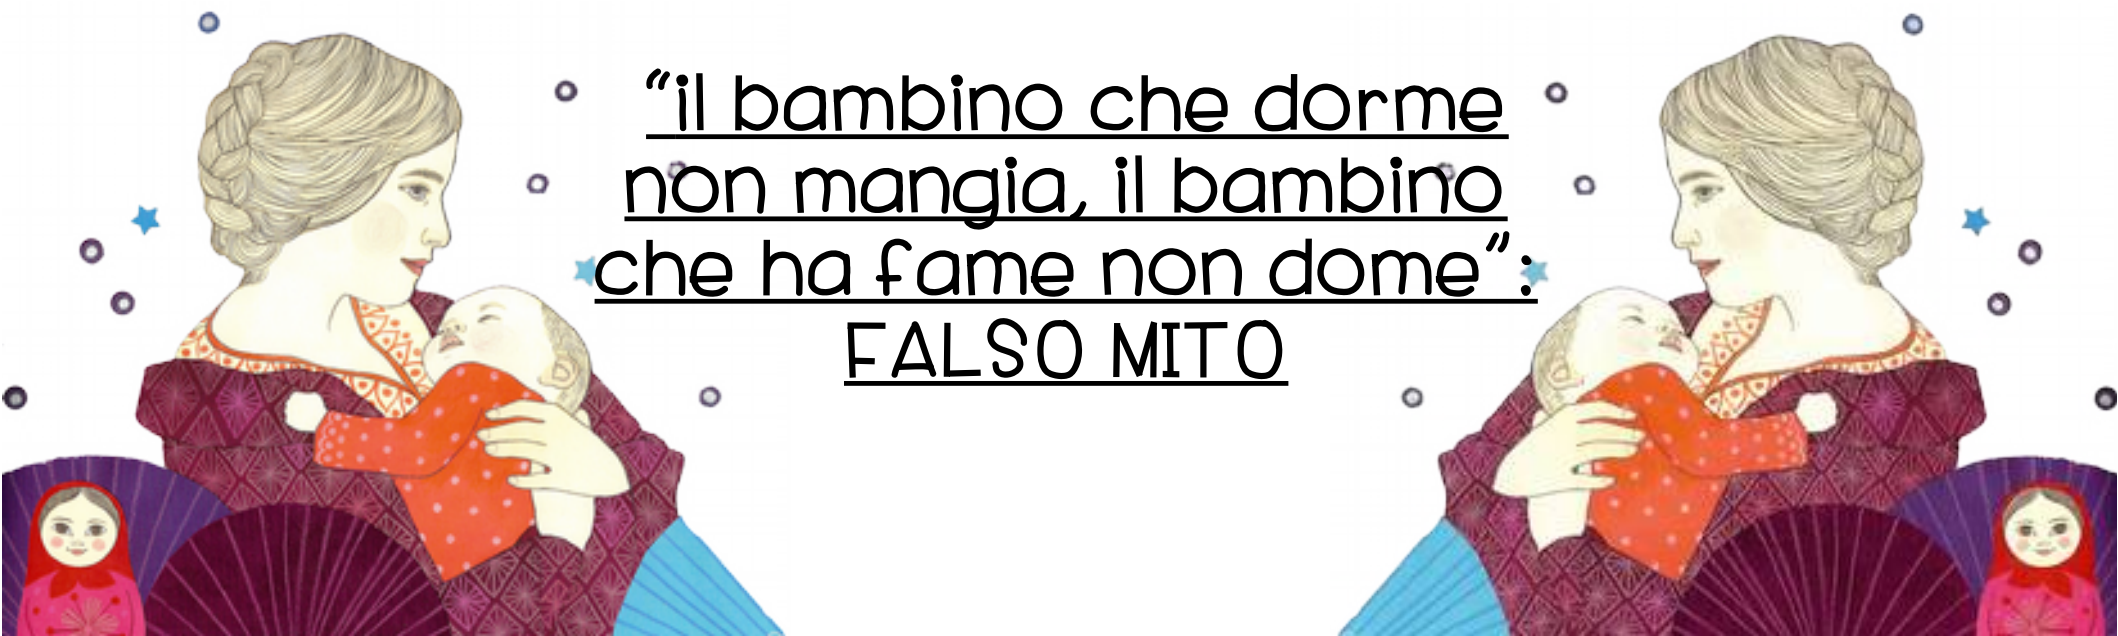 “il bambino che dorme
non mangia, il bambino
che ha fame non dome”:
FALSO MITO